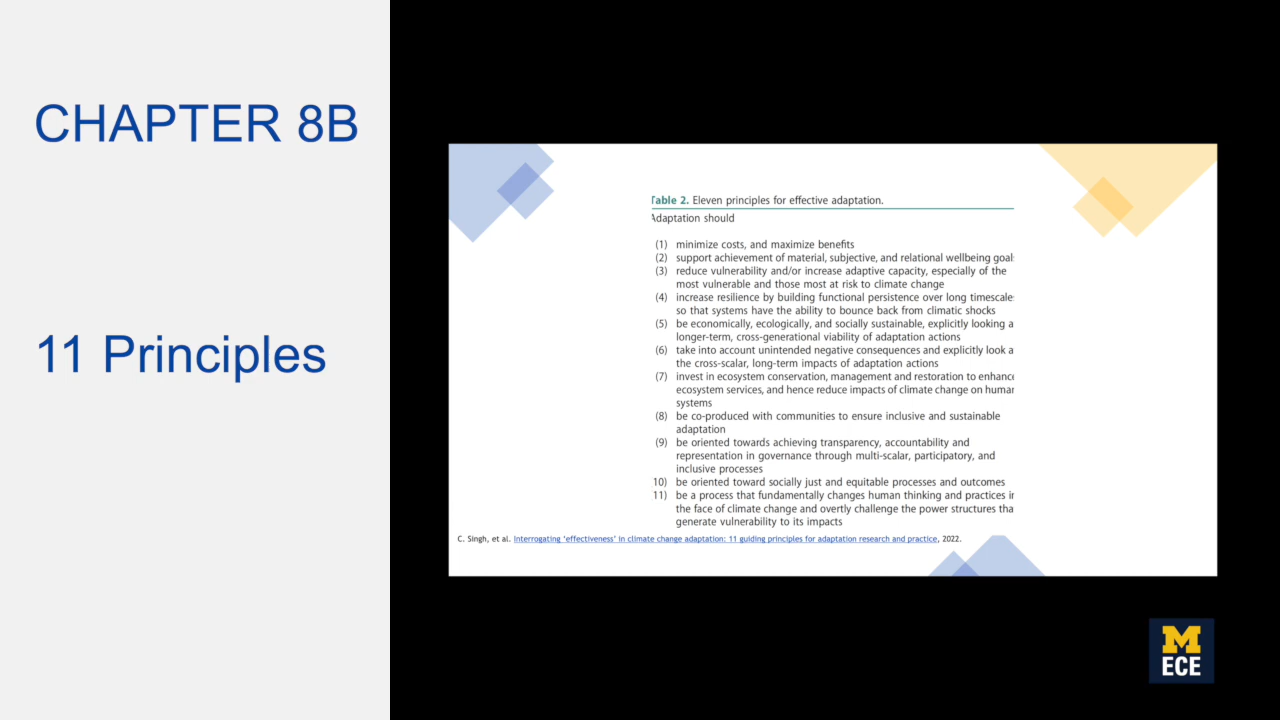 CHAPTER 8B
11 Principles
Table 2. Eleven principles for effective adaptation.
Adaptation should
(1) minimize costs, and maximize benefits
(2) support achievement of material, subjective, and relational wellbeing goal
(3) reduce vulnerability and/or increase adaptive capacity, especially of the
most vulnerable and those most at risk to climate change
(4) increase resilience by building functional persistence over long timescale
so that systems have the ability to bounce back from climatic shocks
(5) be economically, ecologically, and socially sustainable, explicitly looking a
longer-term, cross-generational viability of adaptation actions
(6) take into account unintended negative consequences and explicitly look a
the cross-scalar, long-term impacts of adaptation actions
(7) invest in ecosystem conservation, management and restoration to enhance
ecosystem services, and hence reduce impacts of climate change on human
systems
(8) be co-produced with communities to ensure inclusive and sustainable
adaptation
(9) be oriented towards achieving transparency, accountability and
representation in governance through multi-scalar, participatory, and
inclusive processes
10) be oriented toward socially just and equitable processes and outcomes
11) be a process that fundamentally changes human thinking and practices in
the face of climate change and overtly challenge the power structures tha
generate vulnerability to its impacts
C. Singh, et al. Interrogating 'effectiveness' in climate change adaptation: 11 guiding principles for adaptation research and practice, 2022.
M
ECE